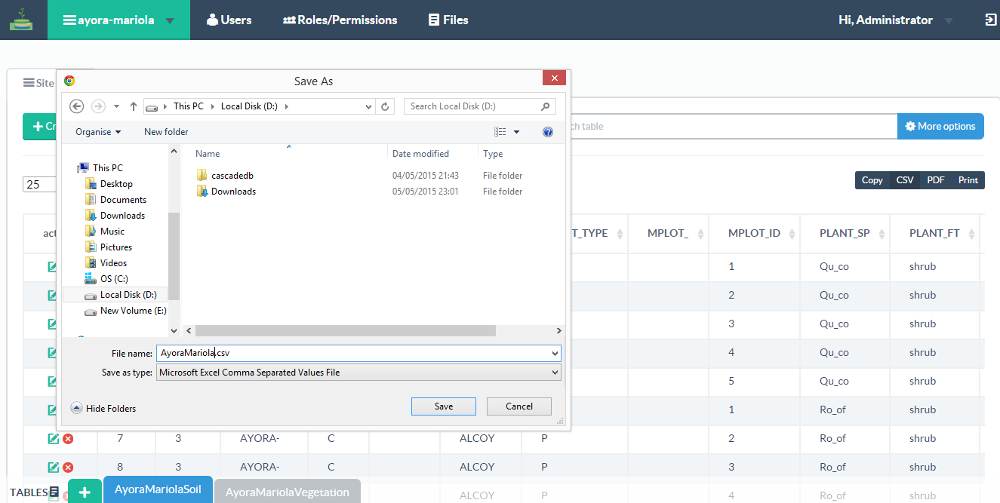 ayora-mariola Users Roles/Permissions Files Hi, Administrator
Site
Save As
This PC Local Disk (D:) Search Local Disk (D:)
Organise New folder
Name Date modified Type
cascadedb 04/05/2015 21:43 File folder
Downloads 05/05/2015 23:01 File folder
This PC
Desktop
Documents
Downloads
Music
Pictures
Videos
OS (C:)
Local Disk (D:)
New Volume (E:)
File name: AyoraMariola.csv
Save as type: Microsoft Excel Comma Separated Values File
Hide Folders Save Cancel
+ Cr
ch table More options
25
Copy CSV PDF Print
act T_TYPE MPLOT_ MPLOT_ID PLANT_SP PLANT_FT
1 Qu_co shrub
2 Qu_co shrub
3 Qu_co shrub
4 Qu_co shrub
5 Qu_co shrub
1 Ro_of shrub
7 3 AYORA- C ALCOY P 2 Ro_of shrub
8 3 AYORA- C ALCOY P 3 Ro_of shrub
ALCOY P 4 Ro_of shrub
TABLES + AyoraMariolaSoil AyoraMariolaVegetation